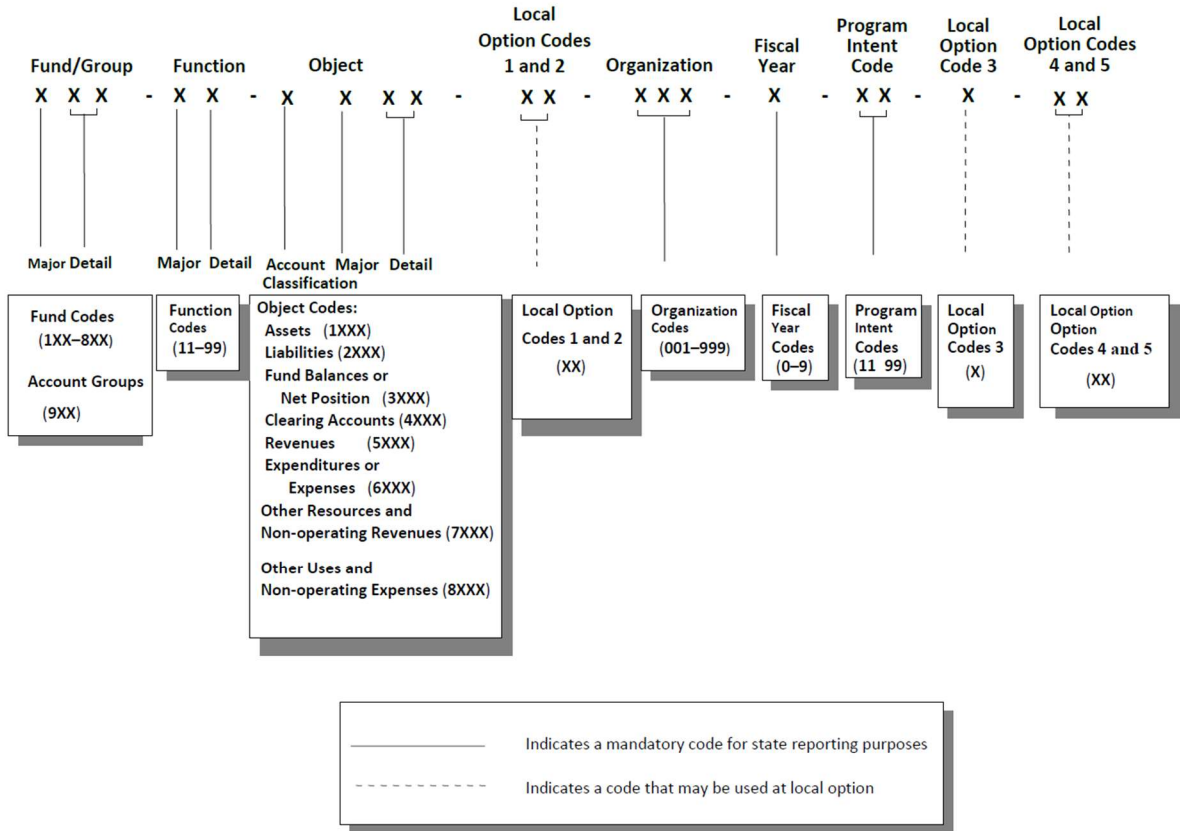 Fund/Group
Function
Object
Local
Option Codes
1 and 2
Organization
Fiscal
Year
Program
Intent
Code
Local
Option
Code 3
Local
Option Codes
4 and 5
X X X - X X - X X X X - X X - X X X - X - X X - X - X X
Major Detail
Major Detail
Account Major Detail
Classification
Fund Codes
(1XX–8XX)
Account Groups
(9XX)
Function
Codes
(11–99)
Object Codes:
Assets (1XXX)
Liabilities (2XXX)
Fund Balances or
Net Position (3XXX)
Clearing Accounts (4XXX)
Revenues (5XXX)
Expenditures or
Expenses (6XXX)
Other Resources and
Non-operating Revenues (7XXX)
Other Uses and
Non-operating Expenses (8XXX)
Local Option
Codes 1 and 2
(XX)
Organization
Codes
(001–999)
Fiscal
Year
Codes
(0–9)
Program
Intent
Codes
(11 99)
Local
Option
Codes 3
(X)
Local Option
Option
Codes 4 and 5
(XX)
Indicates a mandatory code for state reporting purposes
Indicates a code that may be used at local option